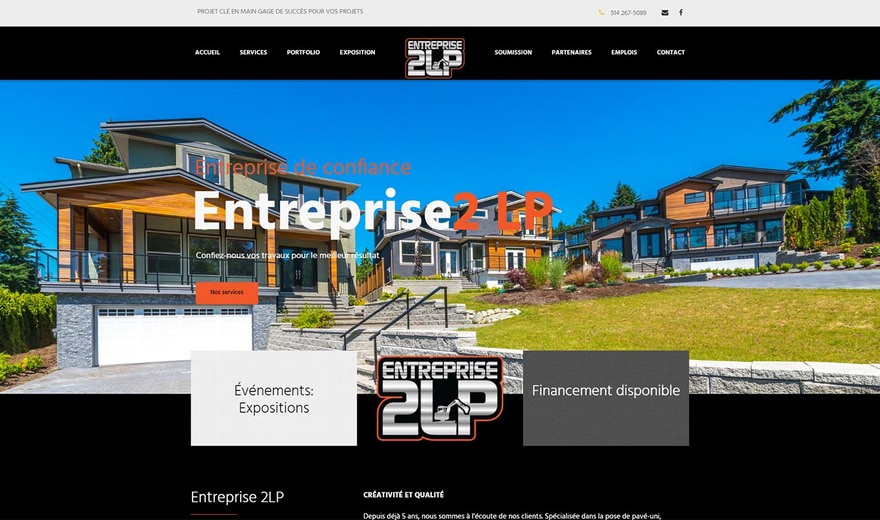 PROJET CLÉ EN MAIN GAGE DE SUCCÈS POUR VOS PROJETS
514 267-5089
ACCUEIL SERVICES PORTFOLIO EXPOSITION
ENTREPRISE
2LP
SOUMISSION PARTENAIRES EMPLOIS CONTACT
Entreprise de confiance
Entreprise2 LP
Confiez-nous vos travaux pour le meilleur résultat
Nos services
Événements:
Expositions
ENTREPRISE
2LP
Financement disponible
Entreprise 2LP
CRÉATIVITÉ ET QUALITÉ
Depuis déjà 5 ans, nous sommes à l'écoute de nos clients. Spécialisée dans la pose de pavé-uni,